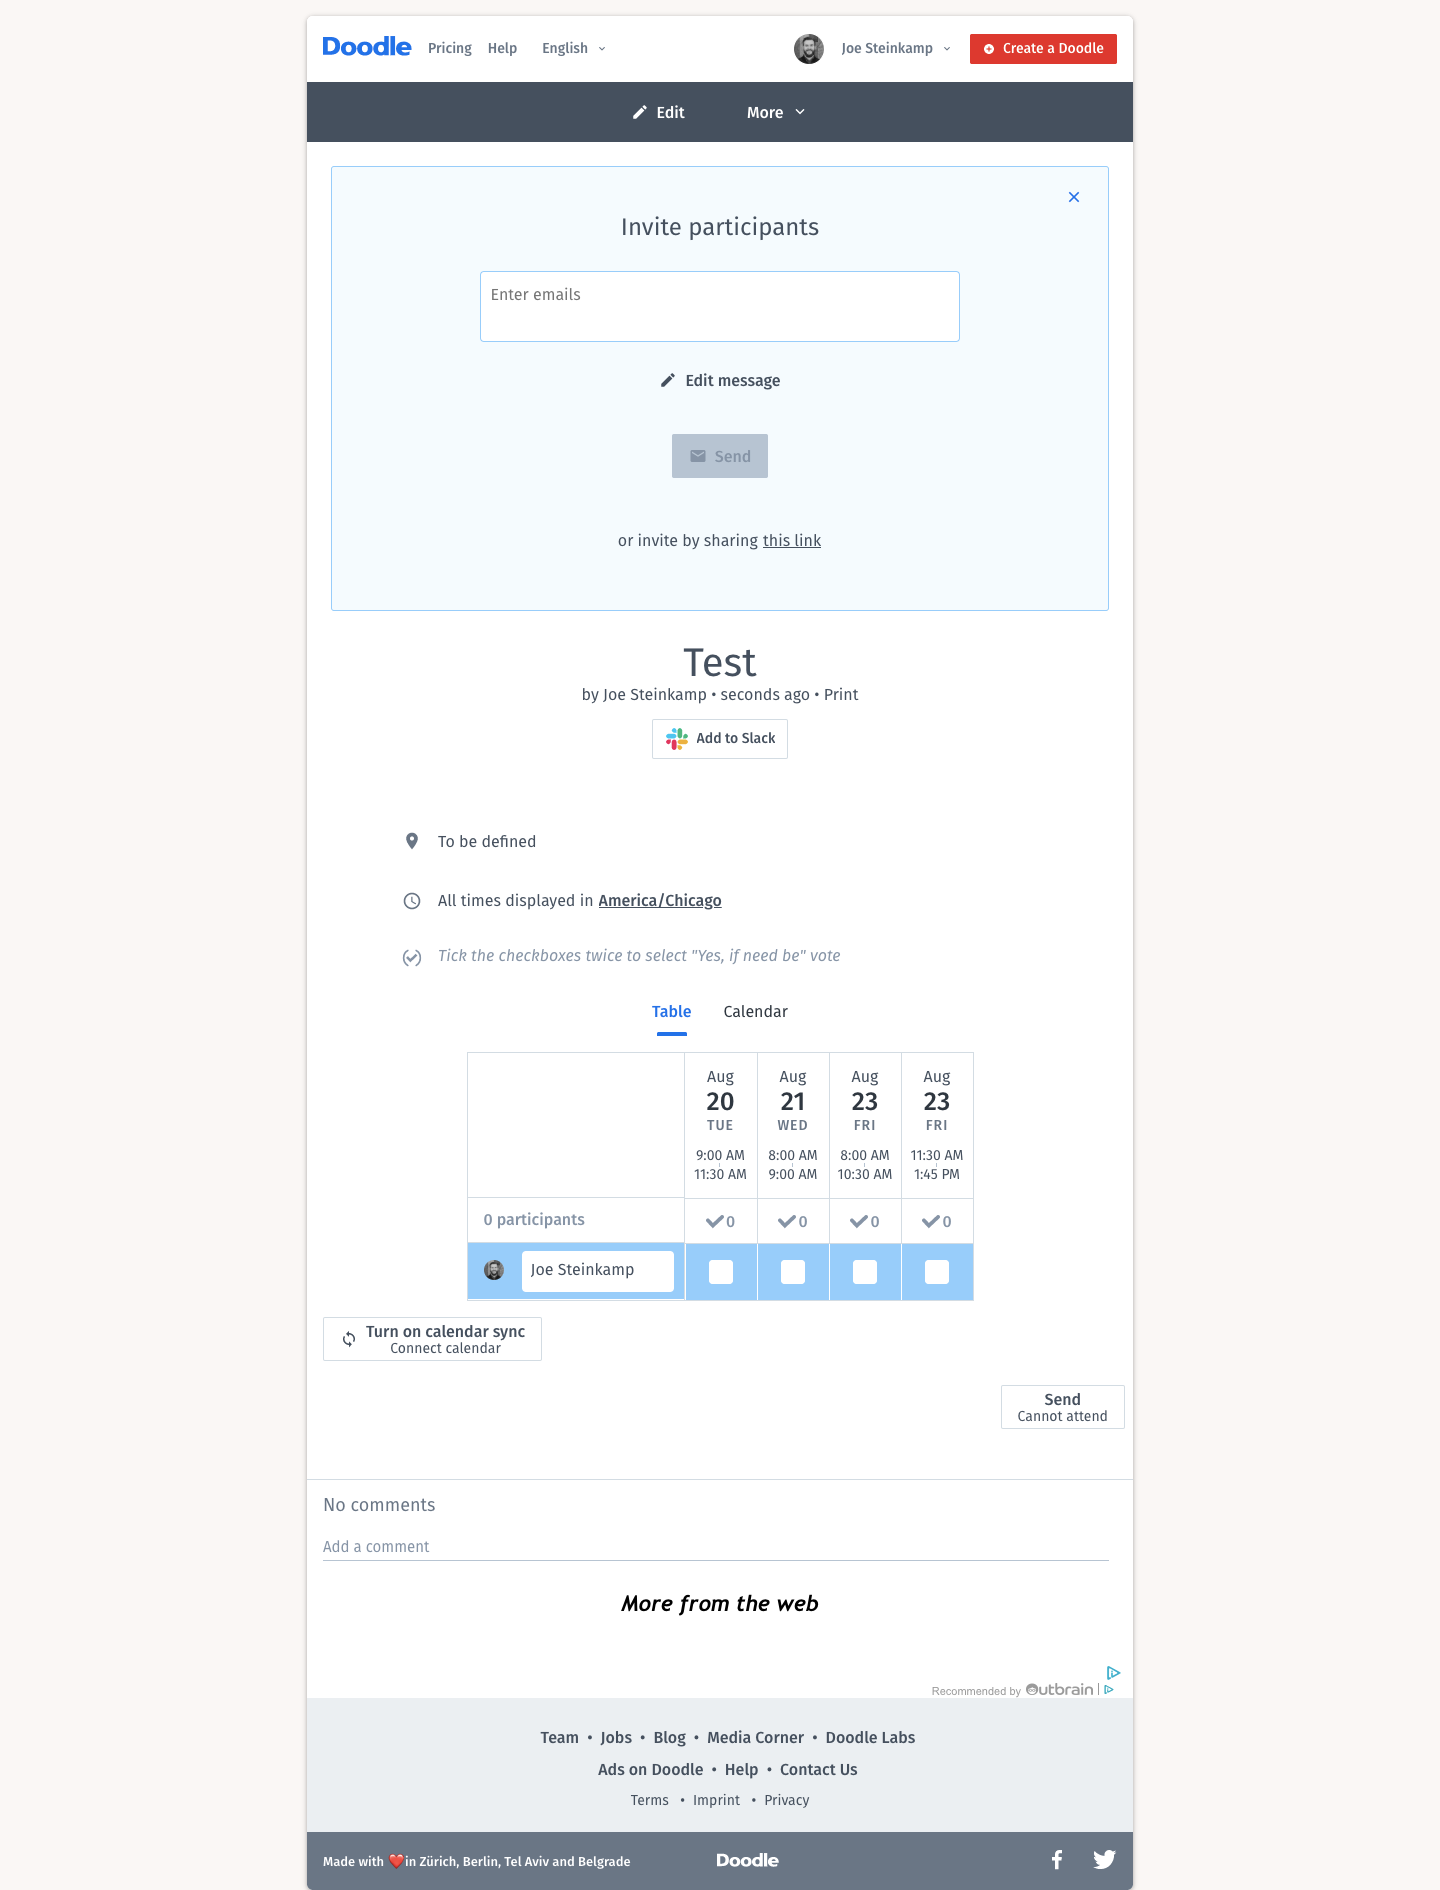 Doodle Pricing Help English Joe Steinkamp Create a Doodle
Edit More
Invite participants
Enter emails
Edit message
Send
or invite by sharing this link
Test
by Joe Steinkamp • seconds ago • Print
Add to Slack
To be defined
All times displayed in America/Chicago
Tick the checkboxes twice to select "Yes, if need be" vote
Table Calendar
Aug Aug Aug Aug
20 21 23 23
TUE WED FRI FRI
9:00 AM 8:00 AM 8:00 AM 11:30 AM
11:30 AM 9:00 AM 10:30 AM 1:45 PM
0 participants 0 0 0 0
Joe Steinkamp
Turn on calendar sync
Connect calendar
Send
Cannot attend
No comments
Add a comment
More from the web
Recommended by Outbrain |
Team • Jobs • Blog • Media Corner • Doodle Labs
Ads on Doodle • Help • Contact Us
Terms • Imprint • Privacy
Made with ❤️in Zürich, Berlin, Tel Aviv and Belgrade Doodle